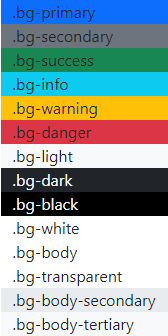 .bg-primary
.bg-secondary
.bg-success
.bg-info
.bg-warning
.bg-danger
.bg-light
.bg-dark
.bg-black
.bg-white
.bg-body
.bg-transparent
.bg-body-secondary
.bg-body-tertiary